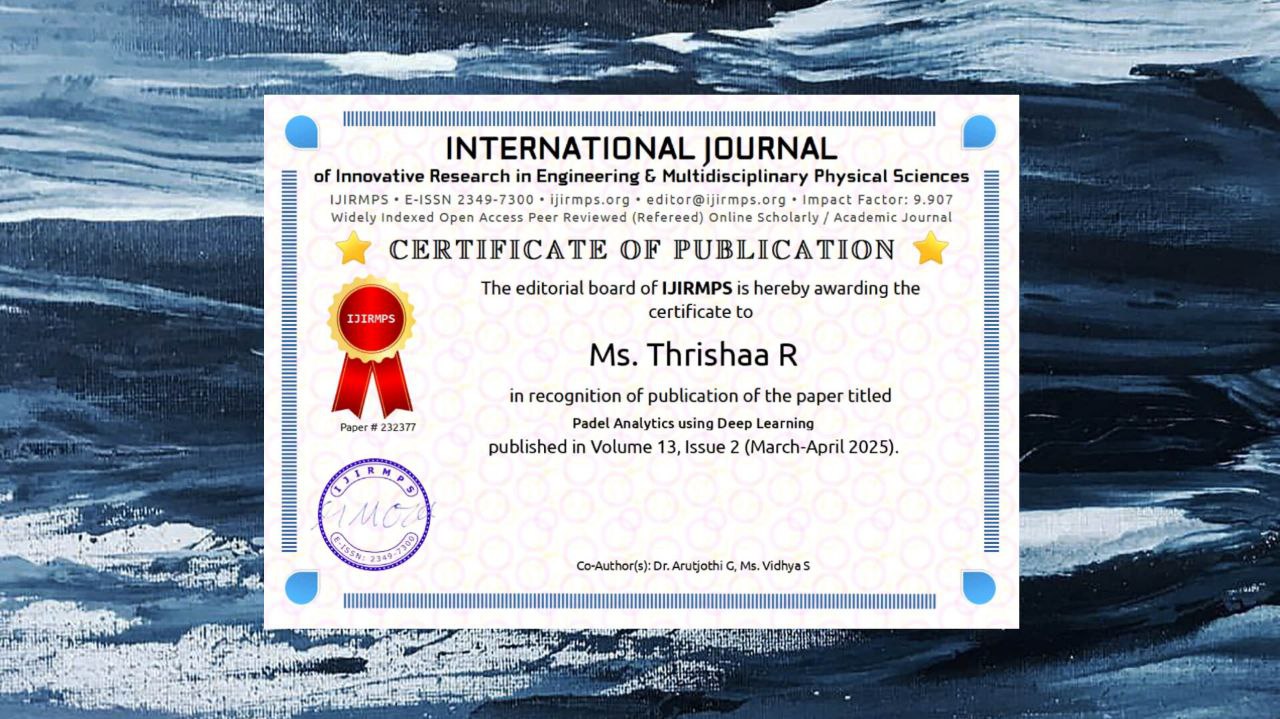 INTERNATIONAL JOURNAL
of Innovative Research in Engineering & Multidisciplinary Physical Sciences
IJIRMPS • E-ISSN 2349-7300 • ijirmps.org • editor@ijirmps.org • Impact Factor: 9.907
Widely Indexed Open Access Peer Reviewed (Refereed) Online Scholarly / Academic Journal
CERTIFICATE OF PUBLICATION
The editorial board of IJIRMPS is hereby awarding the
certificate to
IJIRMPS
Ms. Thrishaa R
in recognition of publication of the paper titled
Padel Analytics using Deep Learning
Paper # 232377
published in Volume 13, Issue 2 (March-April 2025).
IJIRMPS
E-ISSN: 2349-7300
Co-Author(s): Dr. Arutjothi G, Ms. Vidhya S